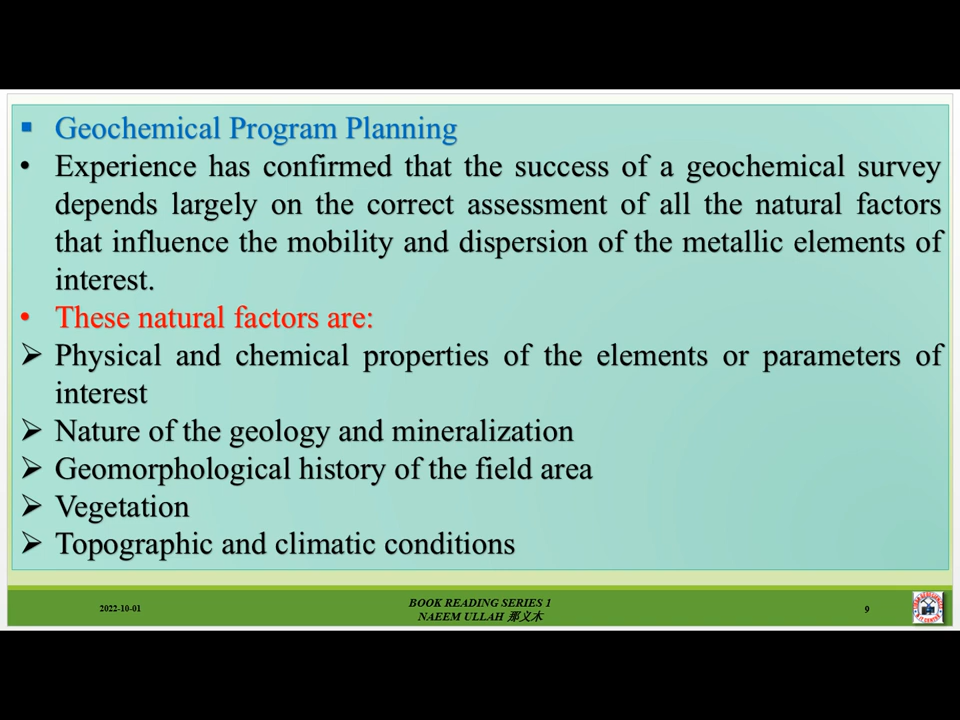 ▪ Geochemical Program Planning
• Experience has confirmed that the success of a geochemical survey
depends largely on the correct assessment of all the natural factors
that influence the mobility and dispersion of the metallic elements of
interest.
• These natural factors are:
➢ Physical and chemical properties of the elements or parameters of
interest
➢ Nature of the geology and mineralization
➢ Geomorphological history of the field area
➢ Vegetation
➢ Topographic and climatic conditions
2022-10-01
BOOK READING SERIES 1
NAEEM ULLAH 那义木
9